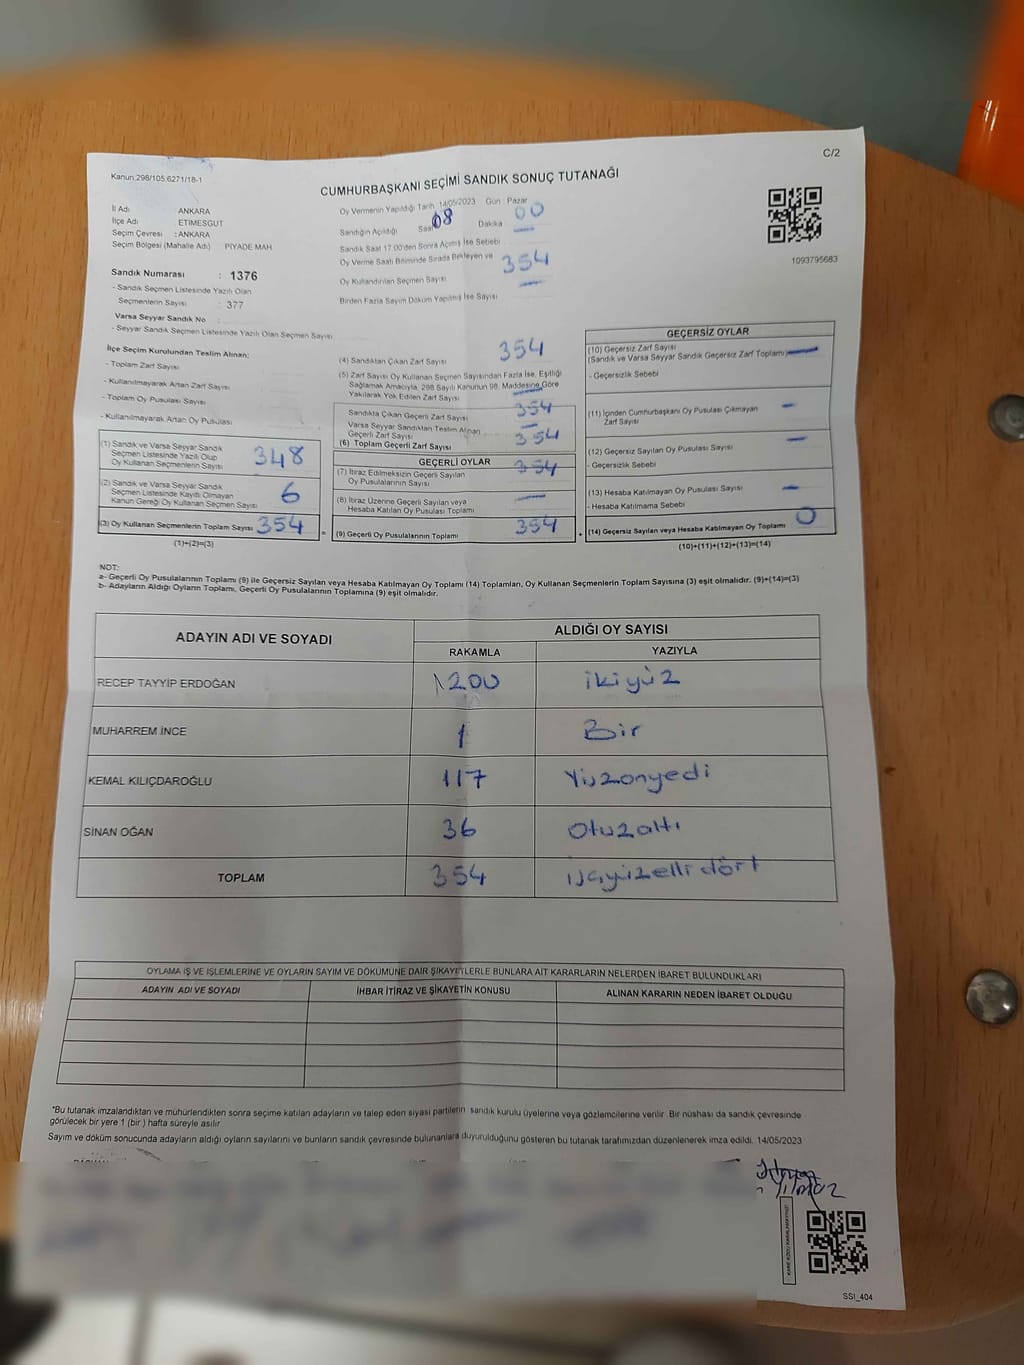 C/2
Kanun:298/105 6271/18-1
CUMHURBAŞKANI SEÇİMİ SANDIK SONUÇ TUTANAĞI
İl Adı ANKARA
İlçe Adı ETİMESGUT
Seçim Çevresi : ANKARA
Seçim Bölgesi (Mahalle Adı) PİYADE MAH
Sandık Numarası : 1376
- Sandık Seçmen Listesinde Yazılı Olan
Seçmenlerin Sayısı : 377
Varsa Seyyar Sandık No :
- Seyyar Sandık Seçmen Listesinde Yazılı Olan Seçmen Sayısı
Oy Vermenin Yapıldığı Tarih 14/05/2023 Gün : Pazar
Sandığın Açıldığı Saat 08 Dakika 00
Sandık Saat 17.00'den Sonra Açılmış İse Sebebi
Oy Verme Saati Bitiminde Sırada Bekleyen ve
Oy Kullandırılan Seçmen Sayısı 354
Birden Fazla Sayım Döküm Yapılmış İse Sayısı
1093795683
İlçe Seçim Kurulundan Teslim Alınan;
- Toplam Zarf Sayısı
- Kullanılmayarak Artan Zarf Sayısı
- Toplam Oy Pusulası Sayısı
- Kullanılmayarak Artan Oy Pusulası
(1) Sandık ve Varsa Seyyar Sandık
Seçmen Listesinde Yazılı Olup
Oy Kullanan Seçmenlerin Sayısı 348
(2) Sandık ve Varsa Seyyar Sandık
Seçmen Listesinde Kayıtlı Olmayan
Kanun Gereği Oy Kullanan Seçmen Sayısı 6
(3) Oy Kullanan Seçmenlerin Toplam Sayısı 354
(1)+(2)=(3)
(4) Sandıktan Çıkan Zarf Sayısı 354
(5) Zarf Sayısı Oy Kullanan Seçmen Sayısından Fazla İse, Eşitliği
Sağlamak Amacıyla, 298 Sayılı Kanunun 98. Maddesine Göre
Yakılarak Yok Edilen Zarf Sayısı
Sandıkta Çıkan Geçerli Zarf Sayısı 354
Varsa Seyyar Sandıktan Teslim Alınan
Geçerli Zarf Sayısı
(6) Toplam Geçerli Zarf Sayısı 354
GEÇERLİ OYLAR
(7) İtiraz Edilmeksizin Geçerli Sayılan
Oy Pusulalarının Sayısı 354
(8) İtiraz Üzerine Geçerli Sayılan veya
Hesaba Katılan Oy Pusulası Toplamı
= (9) Geçerli Oy Pusulalarının Toplamı 354
GEÇERSİZ OYLAR
(10) Geçersiz Zarf Sayısı
(Sandık ve Varsa Seyyar Sandık Geçersiz Zarf Toplamı)
- Geçersizlik Sebebi
(11) İçinden Cumhurbaşkanı Oy Pusulası Çıkmayan
Zarf Sayısı
(12) Geçersiz Sayılan Oy Pusulası Sayısı
- Geçersizlik Sebebi
(13) Hesaba Katılmayan Oy Pusulası Sayısı
- Hesaba Katılmama Sebebi
+ (14) Geçersiz Sayılan veya Hesaba Katılmayan Oy Toplamı 0
(10)+(11)+(12)+(13)=(14)
NOT:
a- Geçerli Oy Pusulalarının Toplamı (9) ile Geçersiz Sayılan veya Hesaba Katılmayan Oy Toplamı (14) Toplamları, Oy Kullanan Seçmenlerin Toplam Sayısına (3) eşit olmalıdır. (9)+(14)=(3)
b- Adayların Aldığı Oyların Toplamı, Geçerli Oy Pusulalarının Toplamına (9) eşit olmalıdır.
ADAYIN ADI VE SOYADI ALDIĞI OY SAYISI
RAKAMLA YAZIYLA
RECEP TAYYİP ERDOĞAN 200 ikiyüz
MUHARREM İNCE 1 Bir
KEMAL KILIÇDAROĞLU 117 Yüzonyedi
SİNAN OĞAN 36 Otuzaltı
TOPLAM 354 üçyüzelli dört
OYLAMA İŞ VE İŞLEMLERİNE VE OYLARIN SAYIM VE DÖKÜMÜNE DAİR ŞİKAYETLERLE BUNLARA AİT KARARLARIN NELERDEN İBARET BULUNDUKLARI
ADAYIN ADI VE SOYADI İHBAR İTİRAZ VE ŞİKAYETİN KONUSU ALINAN KARARIN NEDEN İBARET OLDUĞU
*Bu tutanak imzalandıktan ve mühürlendikten sonra seçime katılan adayların ve talep eden siyasi partilerin sandık kurulu üyelerine veya gözlemcilerine verilir. Bir nüshası da sandık çevresinde
görülecek bir yere 1 (bir) hafta süreyle asılır.
Sayım ve döküm sonucunda adayların aldığı oyların sayılarını ve bunların sandık çevresinde bulunanlara duyurulduğunu gösteren bu tutanak tarafımızdan düzenlenerek imza edildi. 14/05/2023
Yılmaz
SSİ_404